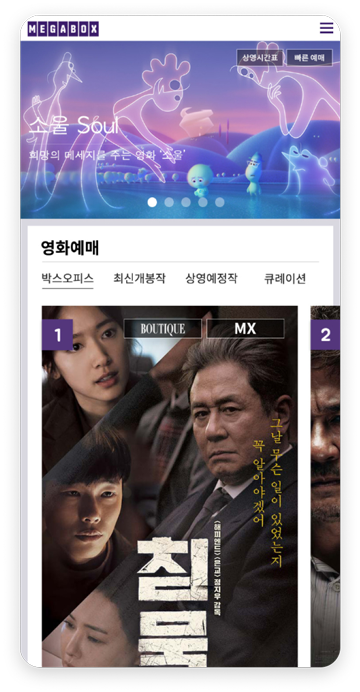 MEGABOX
상영시간표 빠른 예매
소울 Soul
희망의 메세지를 주는 영화 '소울'
영화예매
박스오피스 최신개봉작 상영예정작 큐레이션
1 BOUTIQUE MX 2
그날 무슨 일이 있었는지
꼭 알아야겠어
<해피엔드> <은교> 정지우 감독
침묵